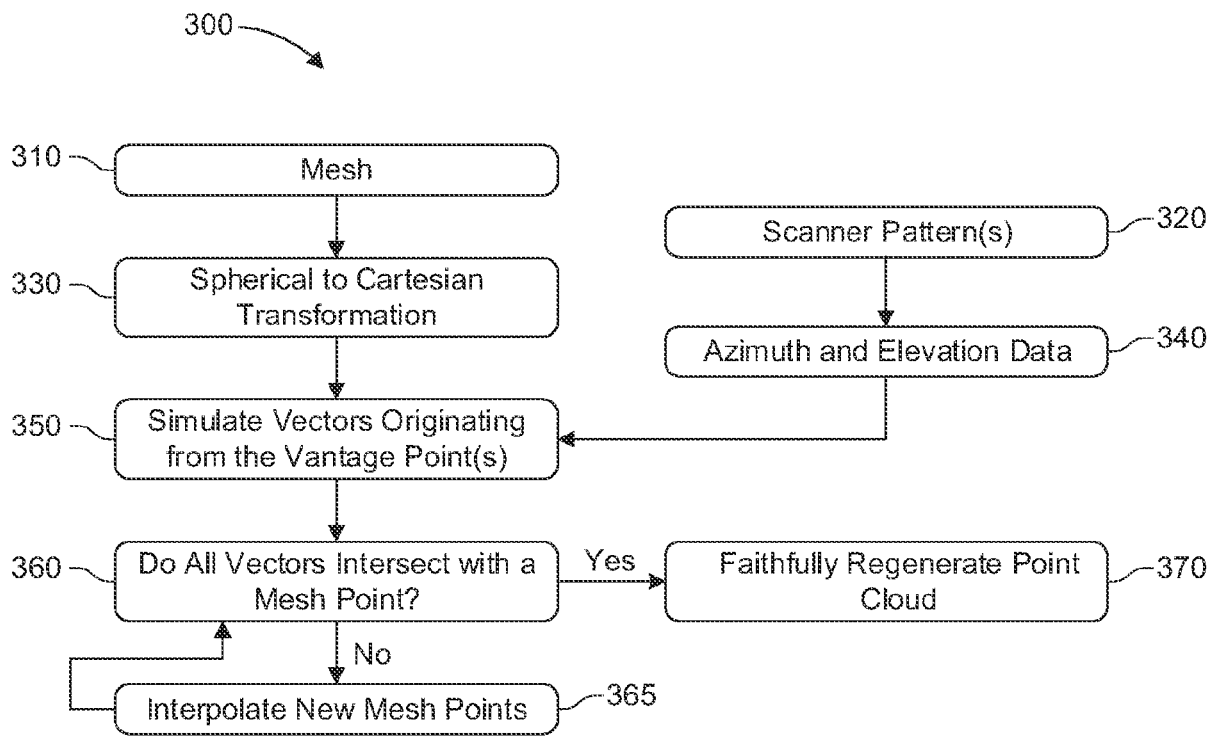 300
310
Mesh
Scanner Pattern(s)
320
330
Spherical to Cartesian
Transformation
Azimuth and Elevation Data
340
350
Simulate Vectors Originating
from the Vantage Point(s)
360
Do All Vectors Intersect with a
Mesh Point?
Yes
Faithfully Regenerate Point
Cloud
370
No
Interpolate New Mesh Points
365